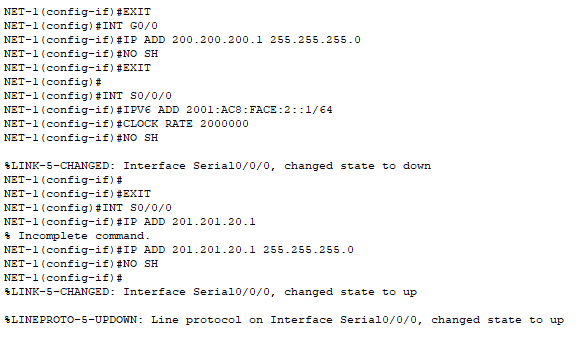 NET-1(config-if)#EXIT
NET-1(config)#INT G0/0
NET-1(config-if)#IP ADD 200.200.200.1 255.255.255.0
NET-1(config-if)#NO SH
NET-1(config-if)#EXIT
NET-1(config)#
NET-1(config)#INT S0/0/0
NET-1(config-if)#IPV6 ADD 2001:AC8:FACE:2::1/64
NET-1(config-if)#CLOCK RATE 2000000
NET-1(config-if)#NO SH
%LINK-5-CHANGED: Interface Serial0/0/0, changed state to down
NET-1(config-if)#
NET-1(config-if)#EXIT
NET-1(config)#INT S0/0/0
NET-1(config-if)#IP ADD 201.201.20.1
% Incomplete command.
NET-1(config-if)#IP ADD 201.201.20.1 255.255.255.0
NET-1(config-if)#NO SH
NET-1(config-if)#
%LINK-5-CHANGED: Interface Serial0/0/0, changed state to up
%LINEPROTO-5-UPDOWN: Line protocol on Interface Serial0/0/0, changed state to up